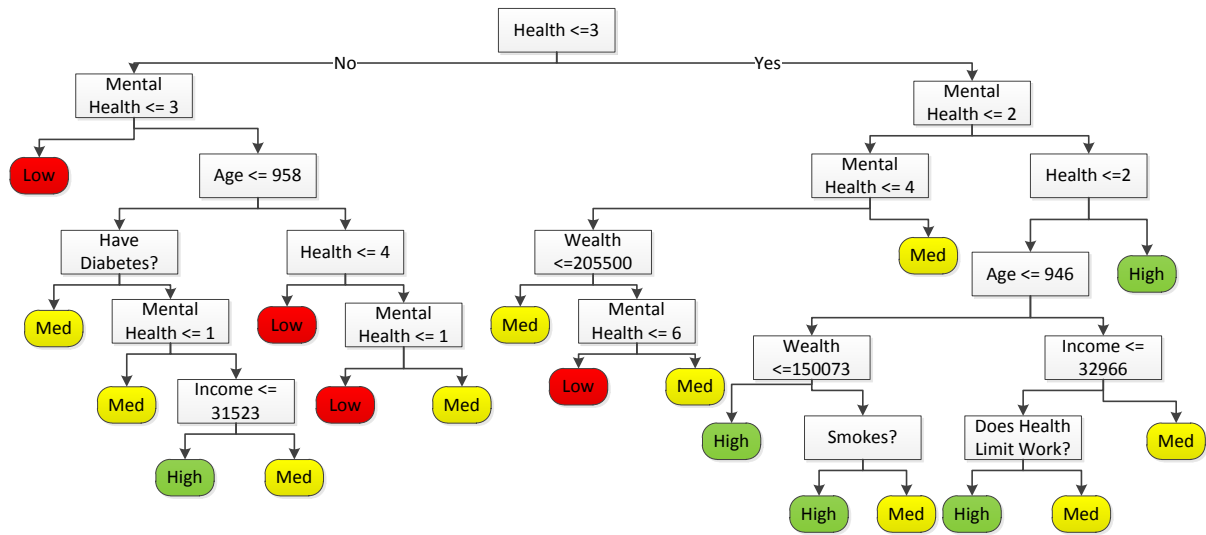 Health <=3
No
Yes
Mental
Health <= 3
Mental
Health <= 2
Low
Age <= 958
Mental
Health <= 4
Health <=2
Have
Diabetes?
Health <= 4
Wealth
<=205500
Med
Age <= 946
High
Med
Mental
Health <= 1
Low
Mental
Health <= 1
Med
Mental
Health <= 6
Wealth
<=150073
Income <=
32966
Med
Income <=
31523
Low
Med
Low
Med
High
Smokes?
Does Health
Limit Work?
Med
High
Med
High
Med
High
Med